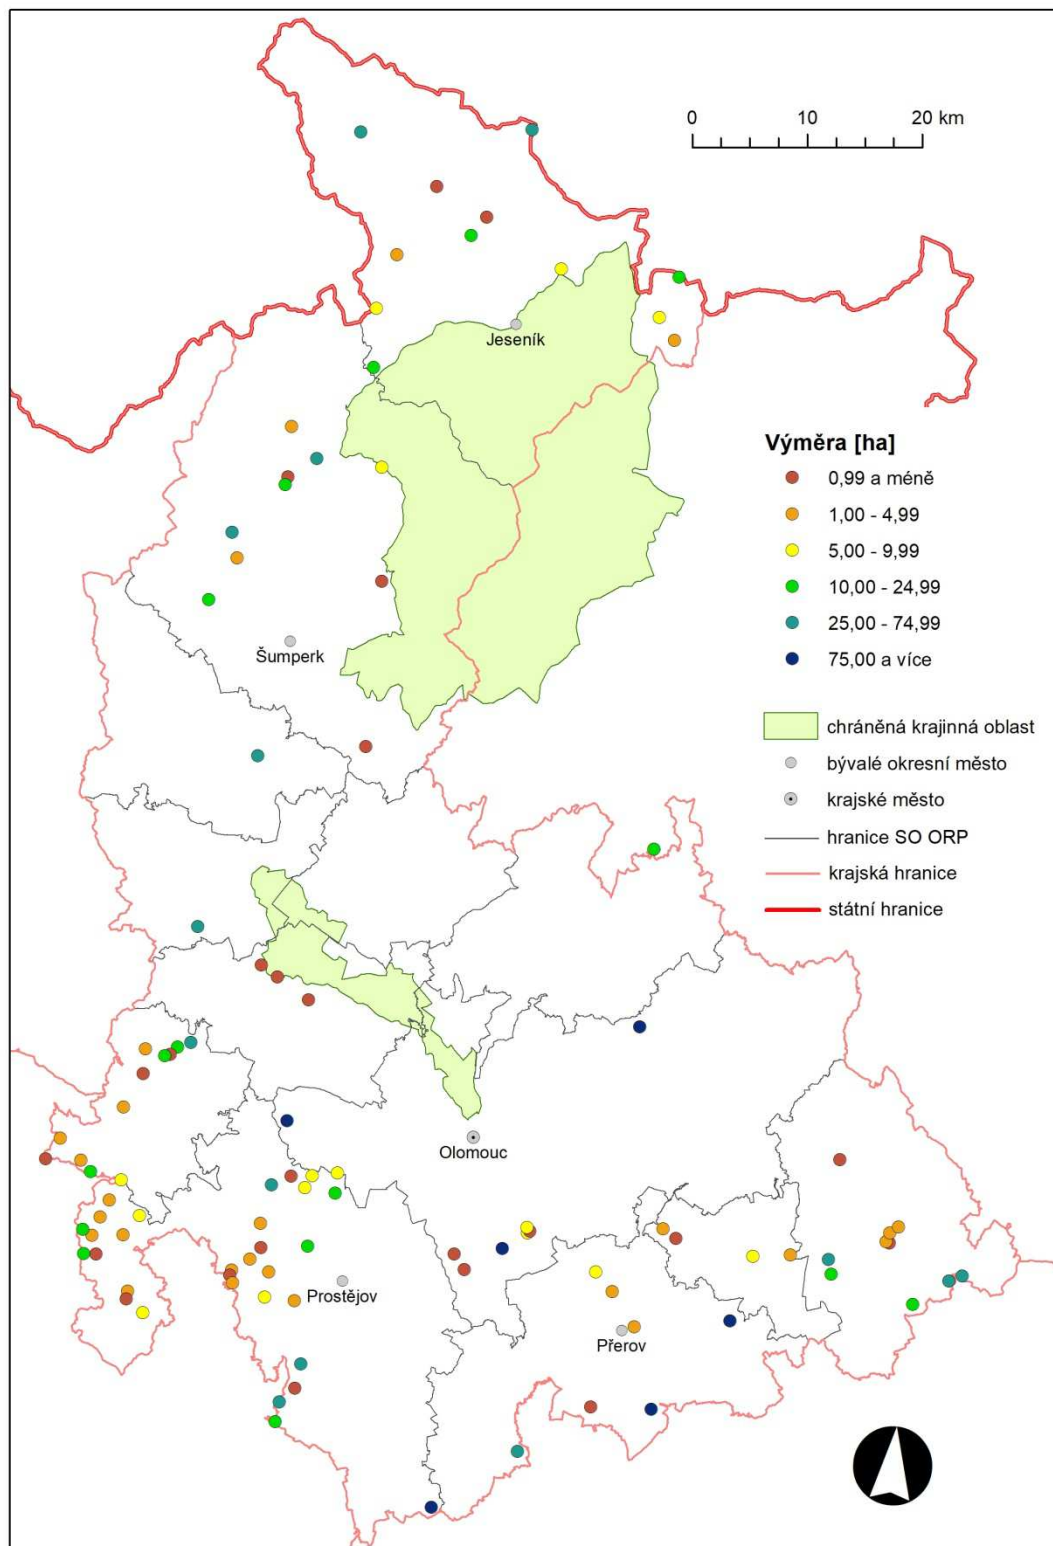 0 10 20 km
Jeseník
Výměra [ha]
0,99 a méně
1,00 - 4,99
5,00 - 9,99
10,00 - 24,99
25,00 - 74,99
75,00 a více
Šumperk
chráněná krajinná oblast
bývalé okresní město
krajské město
hranice SO ORP
krajská hranice
státní hranice
Olomouc
Prostějov
Přerov